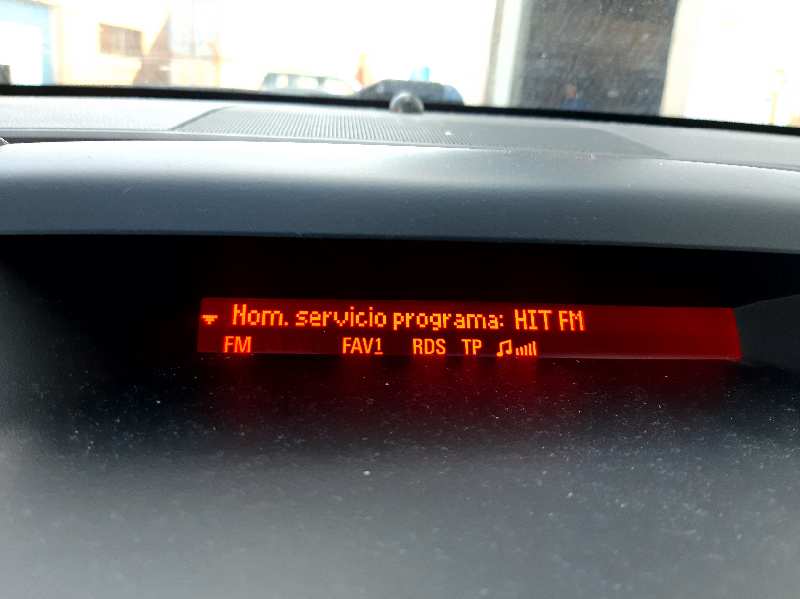 Nom. servicio programa: HIT FM
FM FAV1 RDS TP